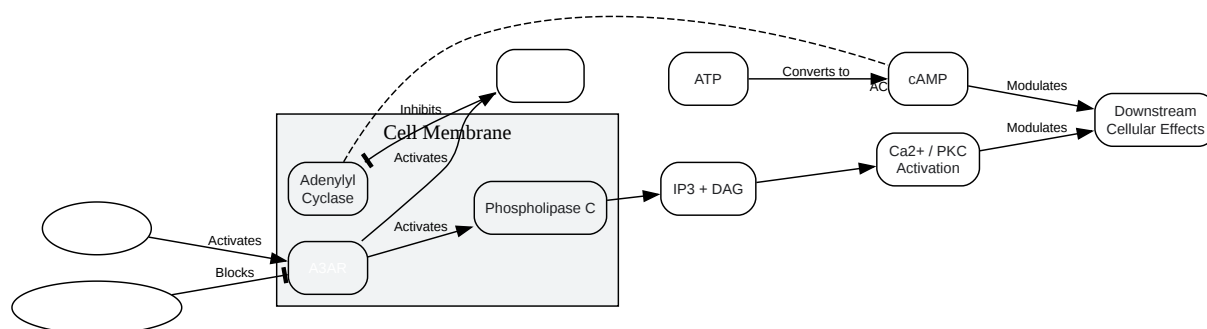 ATP
Converts to
AC
cAMP
Modulates
Downstream
Cellular Effects
Modulates
Ca2+ / PKC
Activation
Inhibits
Cell Membrane
Activates
Adenylyl
Cyclase
Phospholipase C
IP3 + DAG
Activates
Activates
A3AR
Blocks